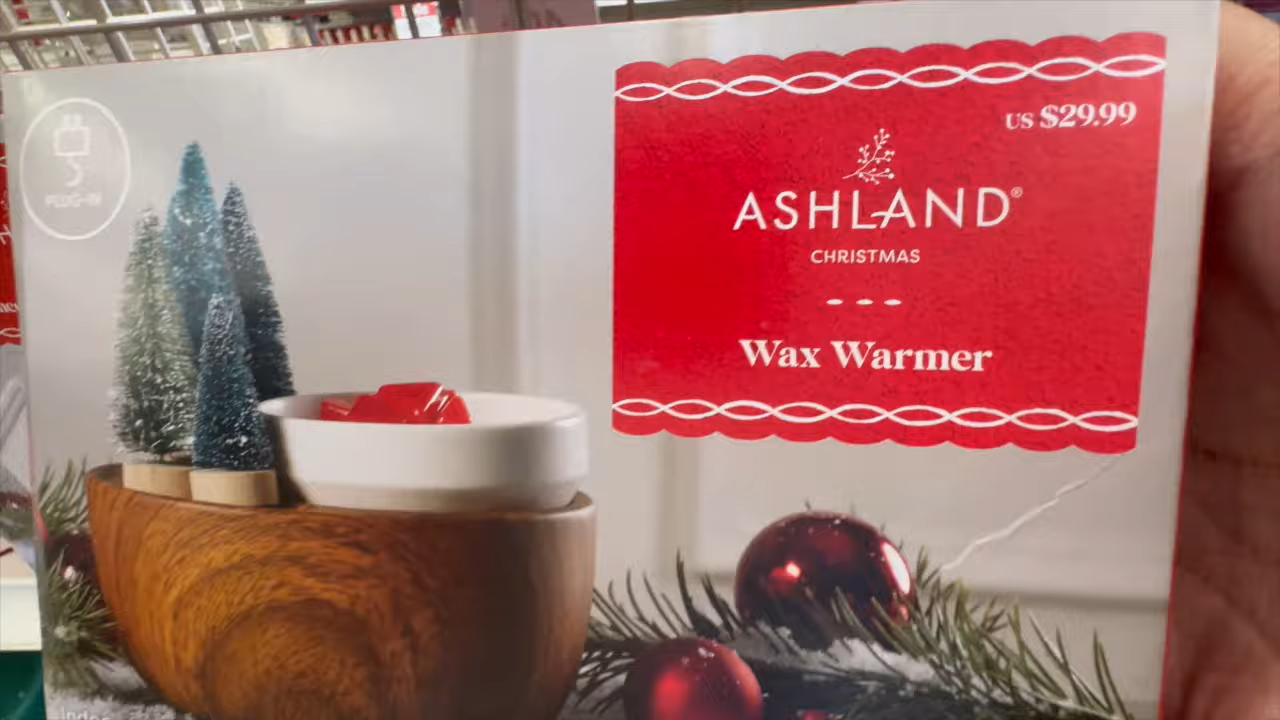 PLUG-IN
US $29.99
ASHLAND®
CHRISTMAS
Wax Warmer